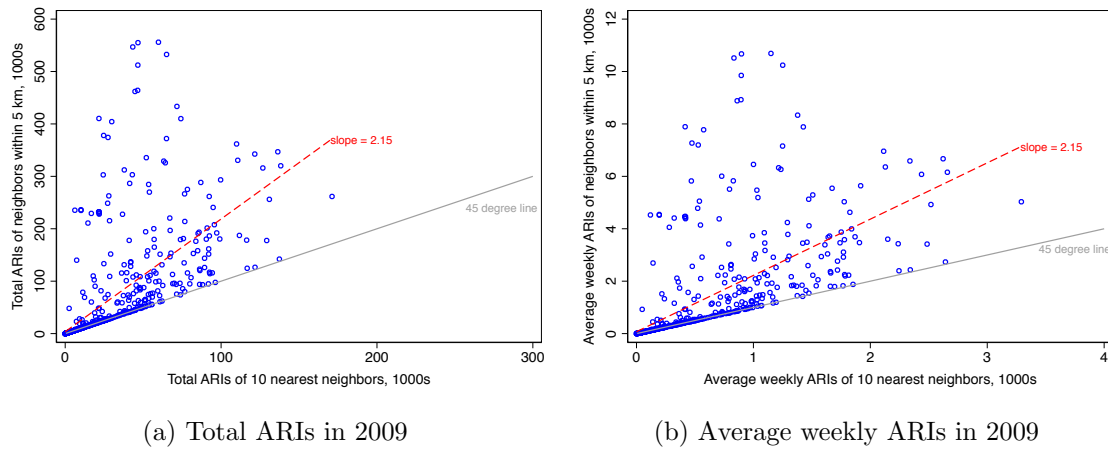 Total ARIs of neighbors within 5 km, 1000s
600
500
400
300
200
100
0
slope = 2.15
45 degree line
0
100
200
300
Total ARIs of 10 nearest neighbors, 1000s
(a) Total ARIs in 2009
Average weekly ARIs of neighbors within 5 km, 1000s
12
10
8
6
4
2
0
slope = 2.15
45 degree line
0
1
2
3
4
Average weekly ARIs of 10 nearest neighbors, 1000s
(b) Average weekly ARIs in 2009